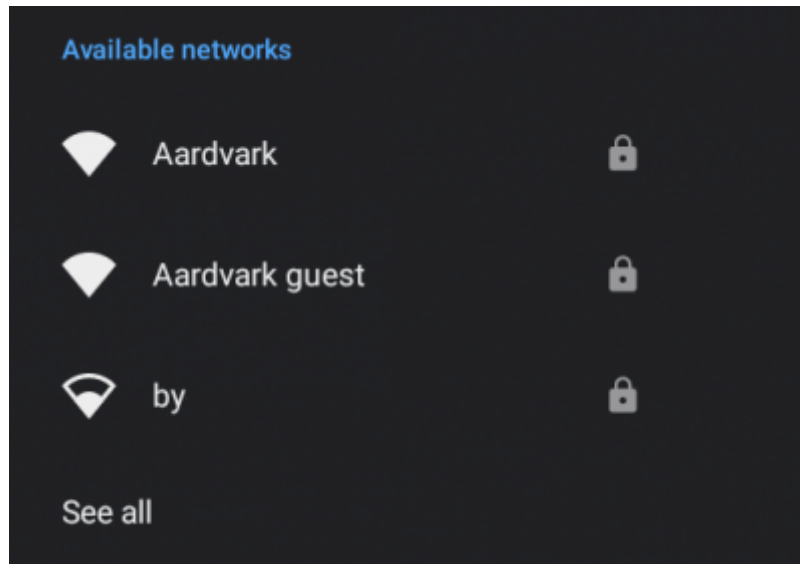 Available networks
Aardvark
Aardvark guest
by
See all